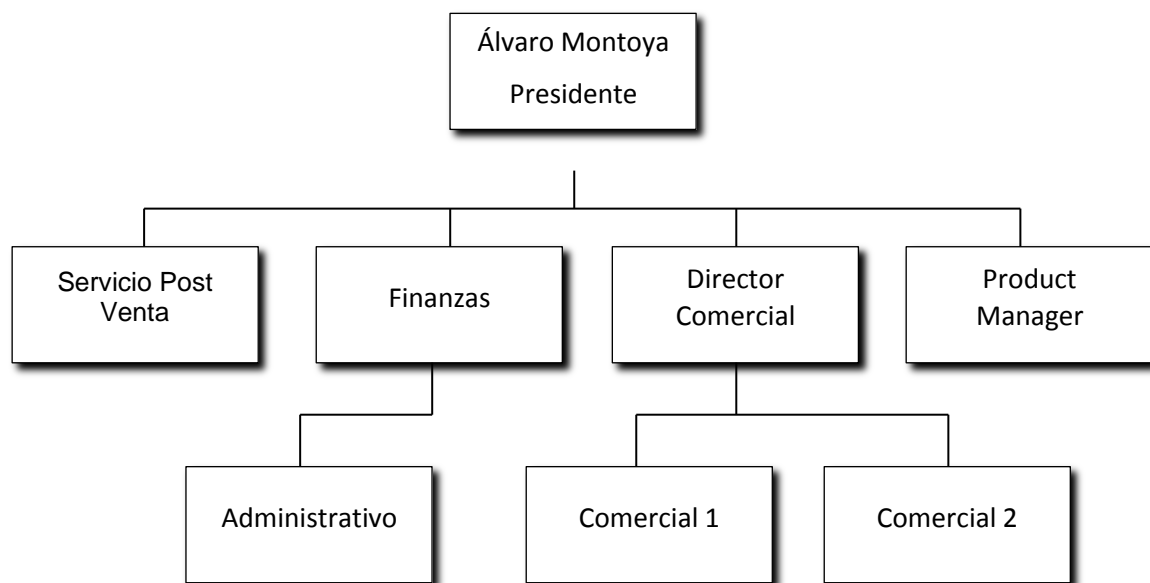 Álvaro Montoya
Presidente
Servicio Post
Venta
Finanzas
Director
Comercial
Product
Manager
Administrativo
Comercial 1
Comercial 2